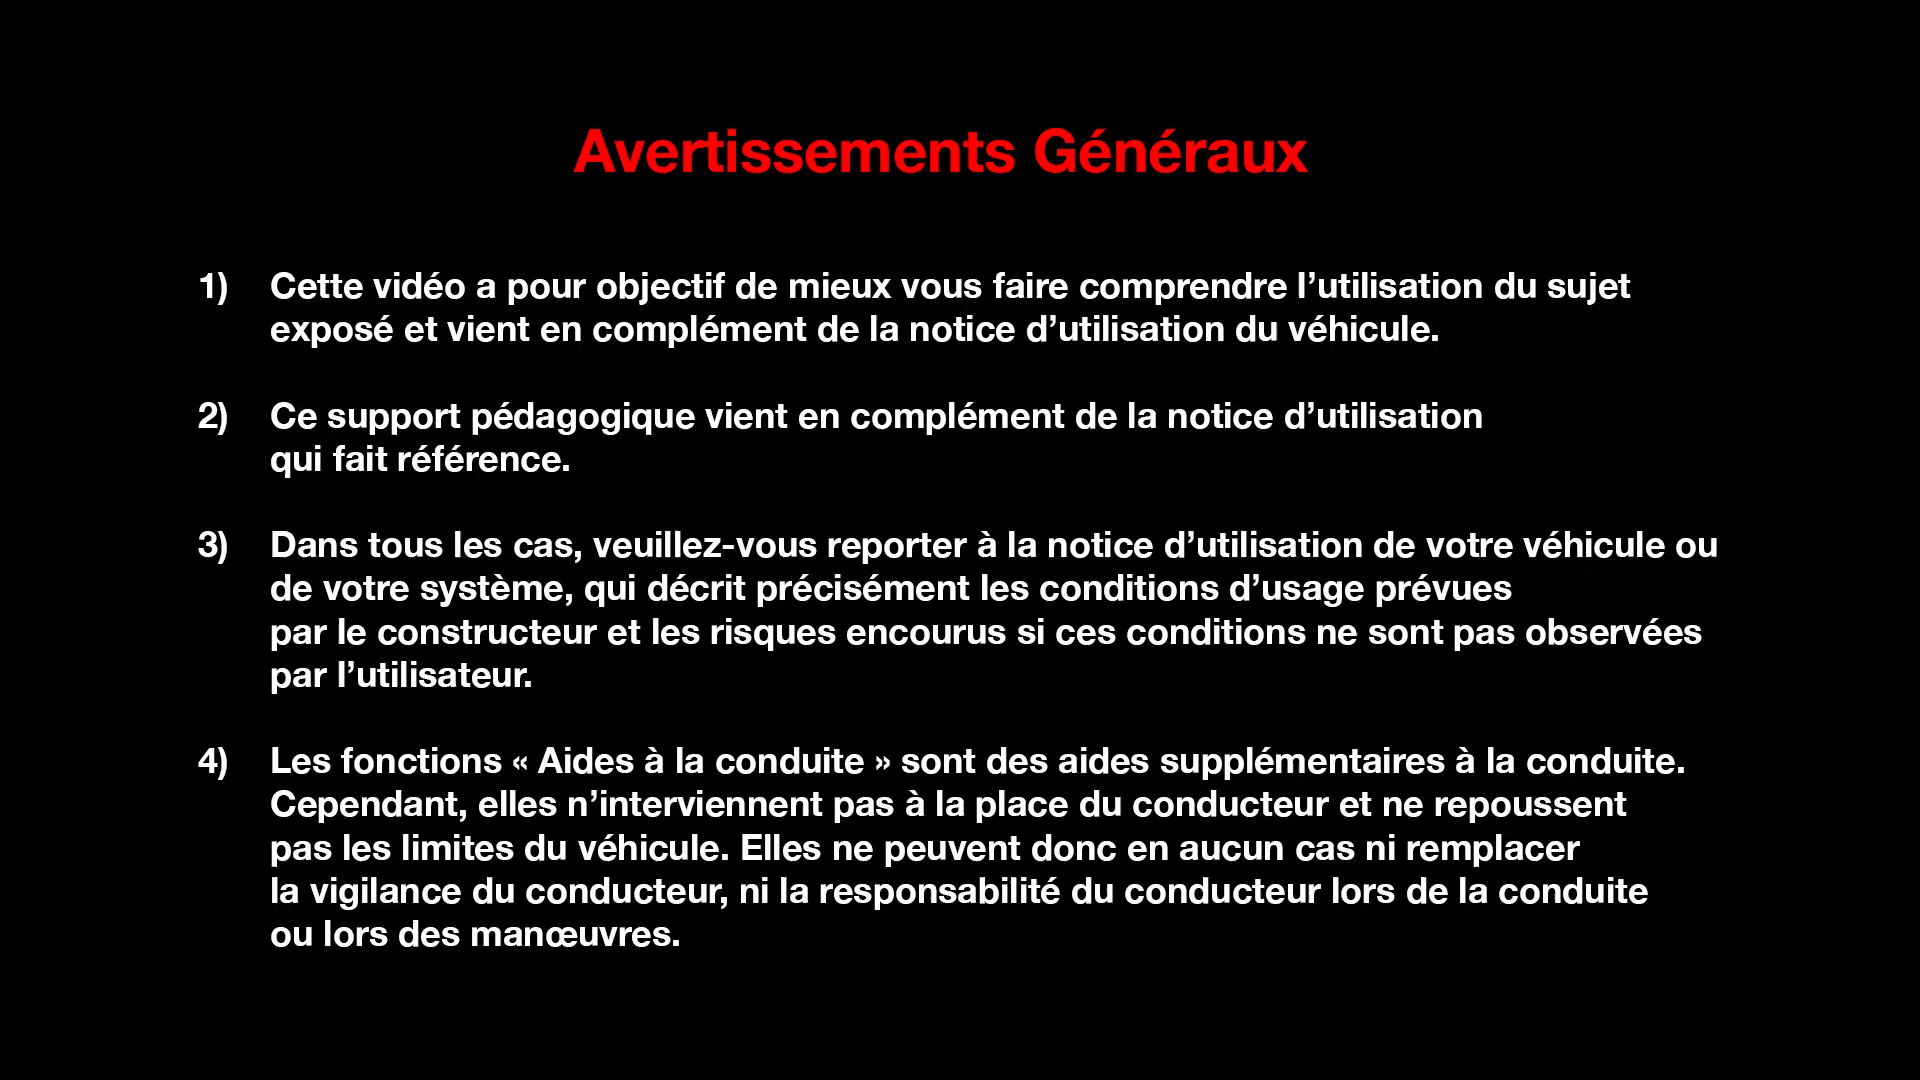 Avertissements Généraux
1) Cette vidéo a pour objectif de mieux vous faire comprendre l’utilisation du sujet
exposé et vient en complément de la notice d’utilisation du véhicule.
2) Ce support pédagogique vient en complément de la notice d’utilisation
qui fait référence.
3) Dans tous les cas, veuillez-vous reporter à la notice d’utilisation de votre véhicule ou
de votre système, qui décrit précisément les conditions d’usage prévues
par le constructeur et les risques encourus si ces conditions ne sont pas observées
par l’utilisateur.
4) Les fonctions « Aides à la conduite » sont des aides supplémentaires à la conduite.
Cependant, elles n’interviennent pas à la place du conducteur et ne repoussent
pas les limites du véhicule. Elles ne peuvent donc en aucun cas ni remplacer
la vigilance du conducteur, ni la responsabilité du conducteur lors de la conduite
ou lors des manœuvres.